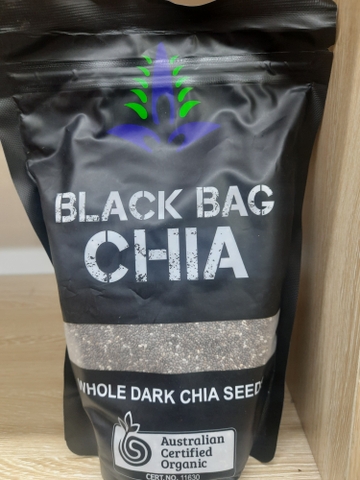 BLACK BAG
CHIA
WHOLE DARK CHIA SEED
Australian
Certified
Organic
CERT NO. 11630